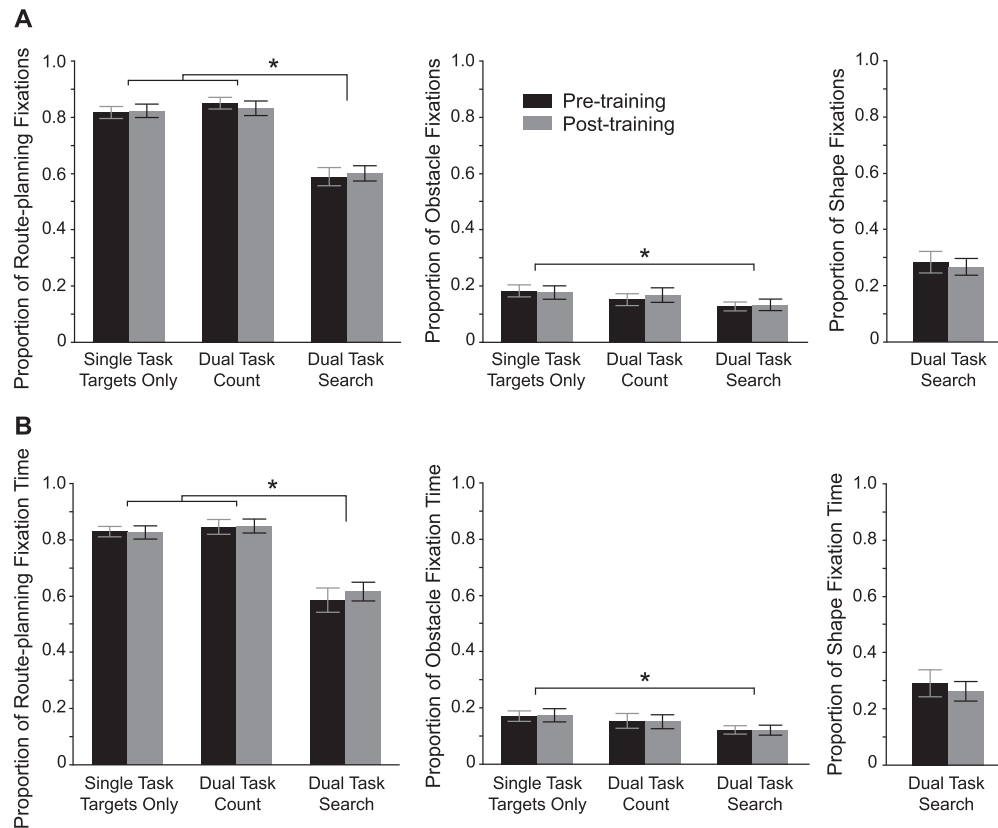 A
Proportion of Route-planning Fixations
1.0
0.8
0.6
0.4
0.2
0
*
Single Task
Targets Only
Dual Task
Count
Dual Task
Search
Proportion of Obstacle Fixations
1.0
0.8
0.6
0.4
0.2
0
Pre-training
Post-training
*
Single Task
Targets Only
Dual Task
Count
Dual Task
Search
Proportion of Shape Fixations
1.0
0.8
0.6
0.4
0.2
0
Dual Task
Search
B
Proportion of Route-planning Fixation Time
1.0
0.8
0.6
0.4
0.2
0
*
Single Task
Targets Only
Dual Task
Count
Dual Task
Search
Proportion of Obstacle Fixation Time
1.0
0.8
0.6
0.4
0.2
0
*
Single Task
Targets Only
Dual Task
Count
Dual Task
Search
Proportion of Shape Fixation Time
1.0
0.8
0.6
0.4
0.2
0
Dual Task
Search